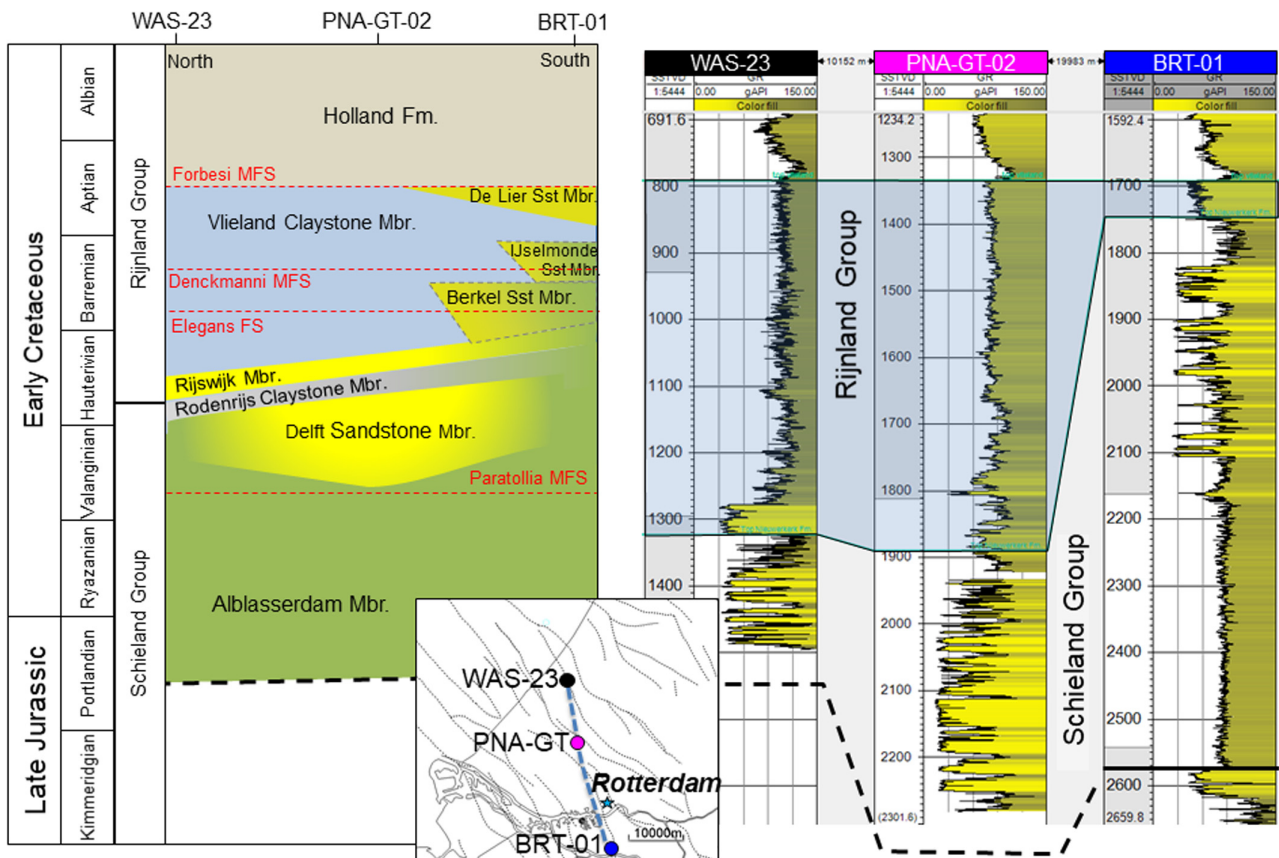 WAS-23
PNA-GT-02
BRT-01
North
South
Early Cretaceous
Late Jurassic
Albian
Aptian
Barremian
Hauterivian
Valanginian
Ryazanian
Portlandian
Kimmeridgian
Rijnland Group
Schieland Group
Holland Fm.
Forbesi MFS
De Lier Sst Mbr.
Vlieland Claystone Mbr.
IJselmonde
Sst Mbr.
Denckmanni MFS
Berkel Sst Mbr.
Elegans FS
Rijswijk Mbr.
Rodenrijs Claystone Mbr.
Delft Sandstone Mbr.
Paratollia MFS
Alblasserdam Mbr.
WAS-23
PNA-GT
Rotterdam
10000m
BRT-01
WAS-23
10152 m
PNA-GT-02
19983 m
BRT-01
SSTVD
GR
1:5444
0.00
gAPI
150.00
Color fill
SSTVD
GR
1:5444
0.00
gAPI
150.00
Color fill
SSTVD
GR
1:5444
0.00
gAPI
150.00
Color fill
691.6
800
900
1000
1100
1200
1300
1400
Top Nieuwerkerk Fm.
Rijnland Group
1234.2
1300
1400
1500
1600
1700
1800
1900
2000
2100
2200
(2301.6)
Schieland Group
1592.4
1700
1800
1900
2000
2100
2200
2300
2400
2500
2600
2659.8
Top Nieuwerkerk Fm.